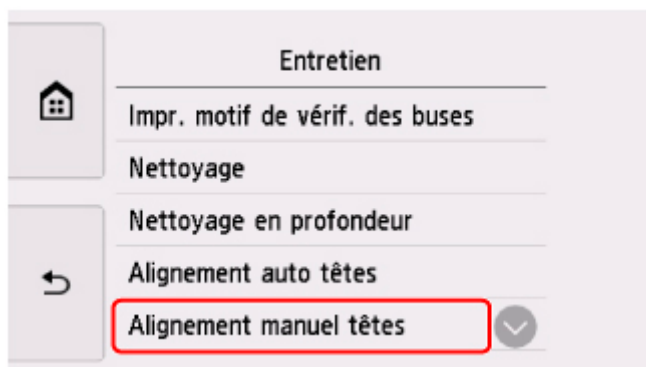 Entretien
Impr. motif de vérif. des buses
Nettoyage
Nettoyage en profondeur
Alignement auto têtes
Alignement manuel têtes